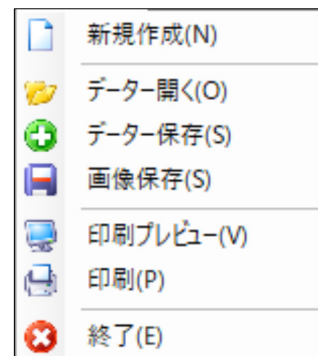 新規作成(N)
データー開く(O)
データー保存(S)
画像保存(S)
印刷プレビュー(V)
印刷(P)
終了(E)